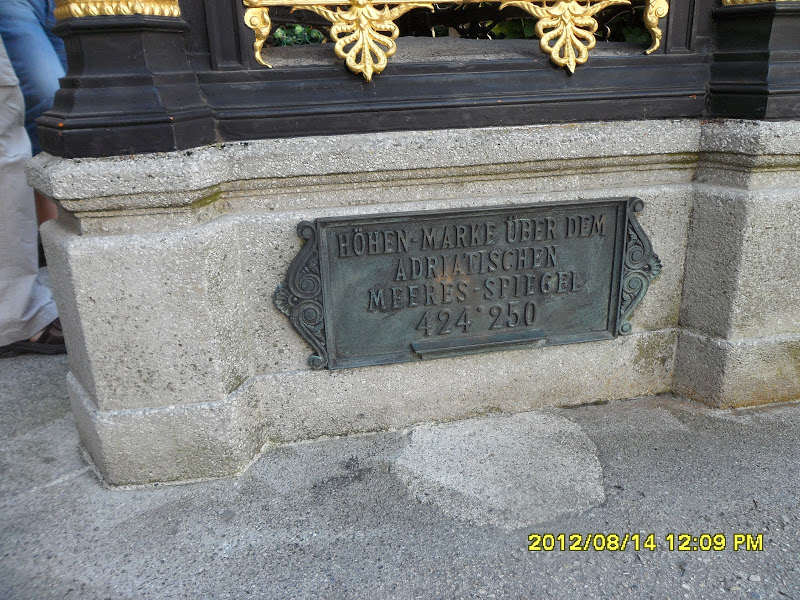 HÖHEN-MARKE ÜBER DEM
ADRIATISCHEN
MEERES-SPIEGEL
424°250
2012/08/14 12:09 PM